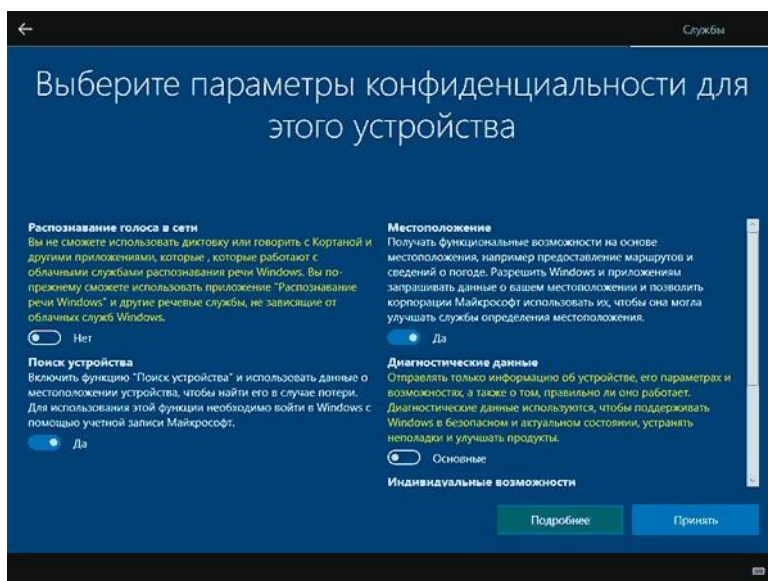 Службы
Выберите параметры конфиденциальности для
этого устройства
Распознавание голоса в сети
Вы не сможете использовать диктовку или говорить с Кортаной и
другими приложениями, которые , которые работают с
облачными службами распознавания речи Windows. Вы по-
прежнему сможете использовать приложение "Распознавание
речи Windows" и другие речевые службы, не зависящие от
облачных служб Windows.
Нет
Поиск устройства
Включить функцию "Поиск устройства" и использовать данные о
местоположении устройства, чтобы найти его в случае потери.
Для использования этой функции необходимо войти в Windows с
помощью учетной записи Майкрософт.
Да
Местоположение
Получать функциональные возможности на основе
местоположения, например предоставление маршрутов и
сведений о погоде. Разрешить Windows и приложениям
запрашивать данные о вашем местоположении и позволить
корпорации Майкрософт использовать их, чтобы она могла
улучшать службы определения местоположения.
Да
Диагностические данные
Отправлять только информацию об устройстве, его параметрах и
возможностях, а также о том, правильно ли оно работает.
Диагностические данные используются, чтобы поддерживать
Windows в безопасном и актуальном состоянии, устранять
неполадки и улучшать продукты.
Основные
Индивидуальные возможности
Подробнее
Принять